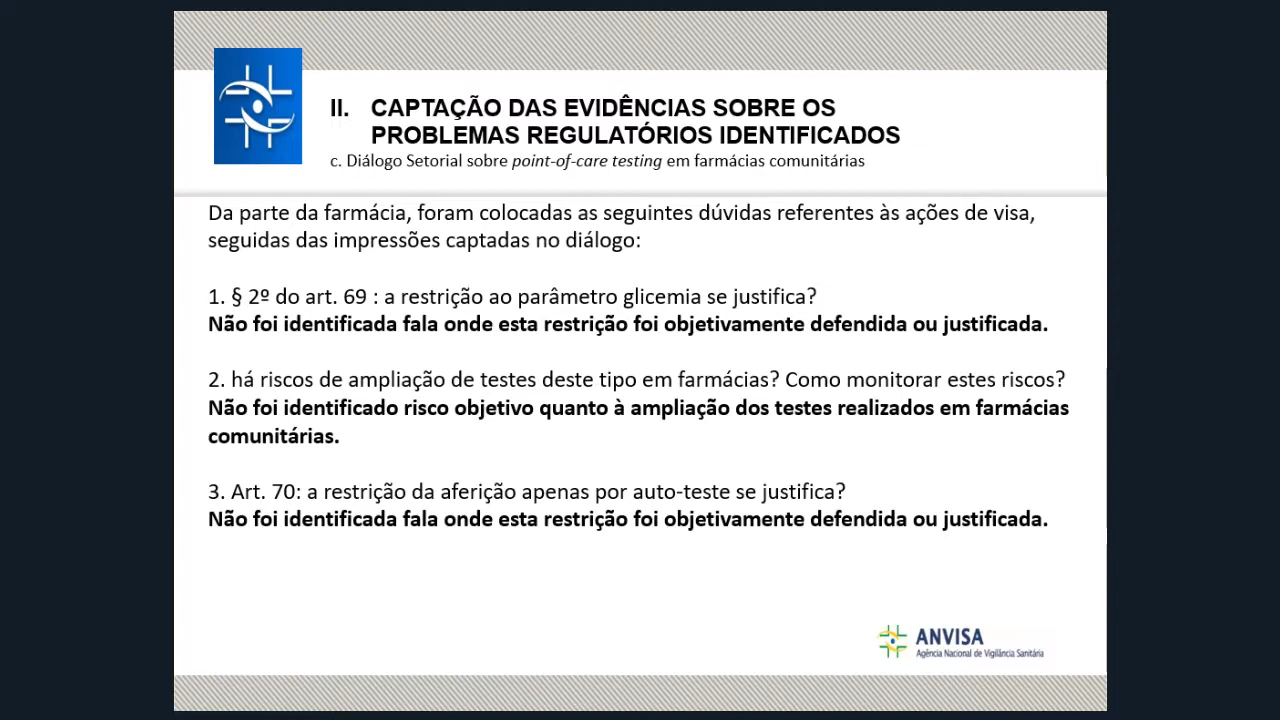 II. CAPTAÇÃO DAS EVIDÊNCIAS SOBRE OS
PROBLEMAS REGULATÓRIOS IDENTIFICADOS
c. Diálogo Setorial sobre point-of-care testing em farmácias comunitárias
Da parte da farmácia, foram colocadas as seguintes dúvidas referentes às ações de visa,
seguidas das impressões captadas no diálogo:
1. § 2º do art. 69 : a restrição ao parâmetro glicemia se justifica?
Não foi identificada fala onde esta restrição foi objetivamente defendida ou justificada.
2. há riscos de ampliação de testes deste tipo em farmácias? Como monitorar estes riscos?
Não foi identificado risco objetivo quanto à ampliação dos testes realizados em farmácias
comunitárias.
3. Art. 70: a restrição da aferição apenas por auto-teste se justifica?
Não foi identificada fala onde esta restrição foi objetivamente defendida ou justificada.
ANVISA
Agência Nacional de Vigilância Sanitária